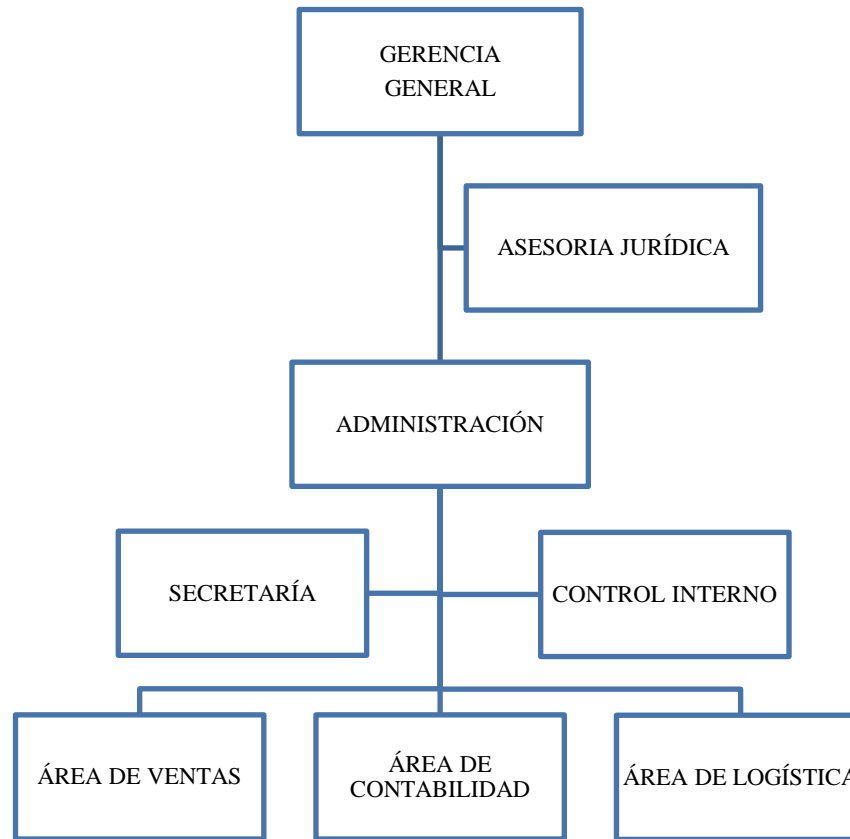 GERENCIA
GENERAL
ASESORIA JURÍDICA
ADMINISTRACIÓN
SECRETARÍA
CONTROL INTERNO
ÁREA DE VENTAS
ÁREA DE
CONTABILIDAD
ÁREA DE LOGÍSTICA